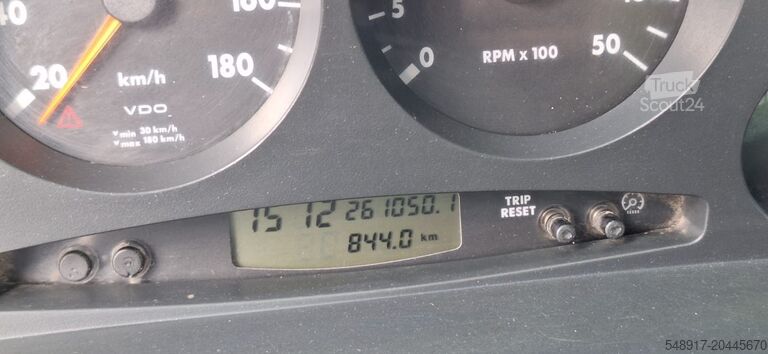 40 160 5
20 km/h 180 0 RPM x 100 50
VDO
Truck
Scout24
v min 30 km/h
v max 180 km/h
15 12 261050.1
844.0 km
TRIP
RESET
548917-20445670